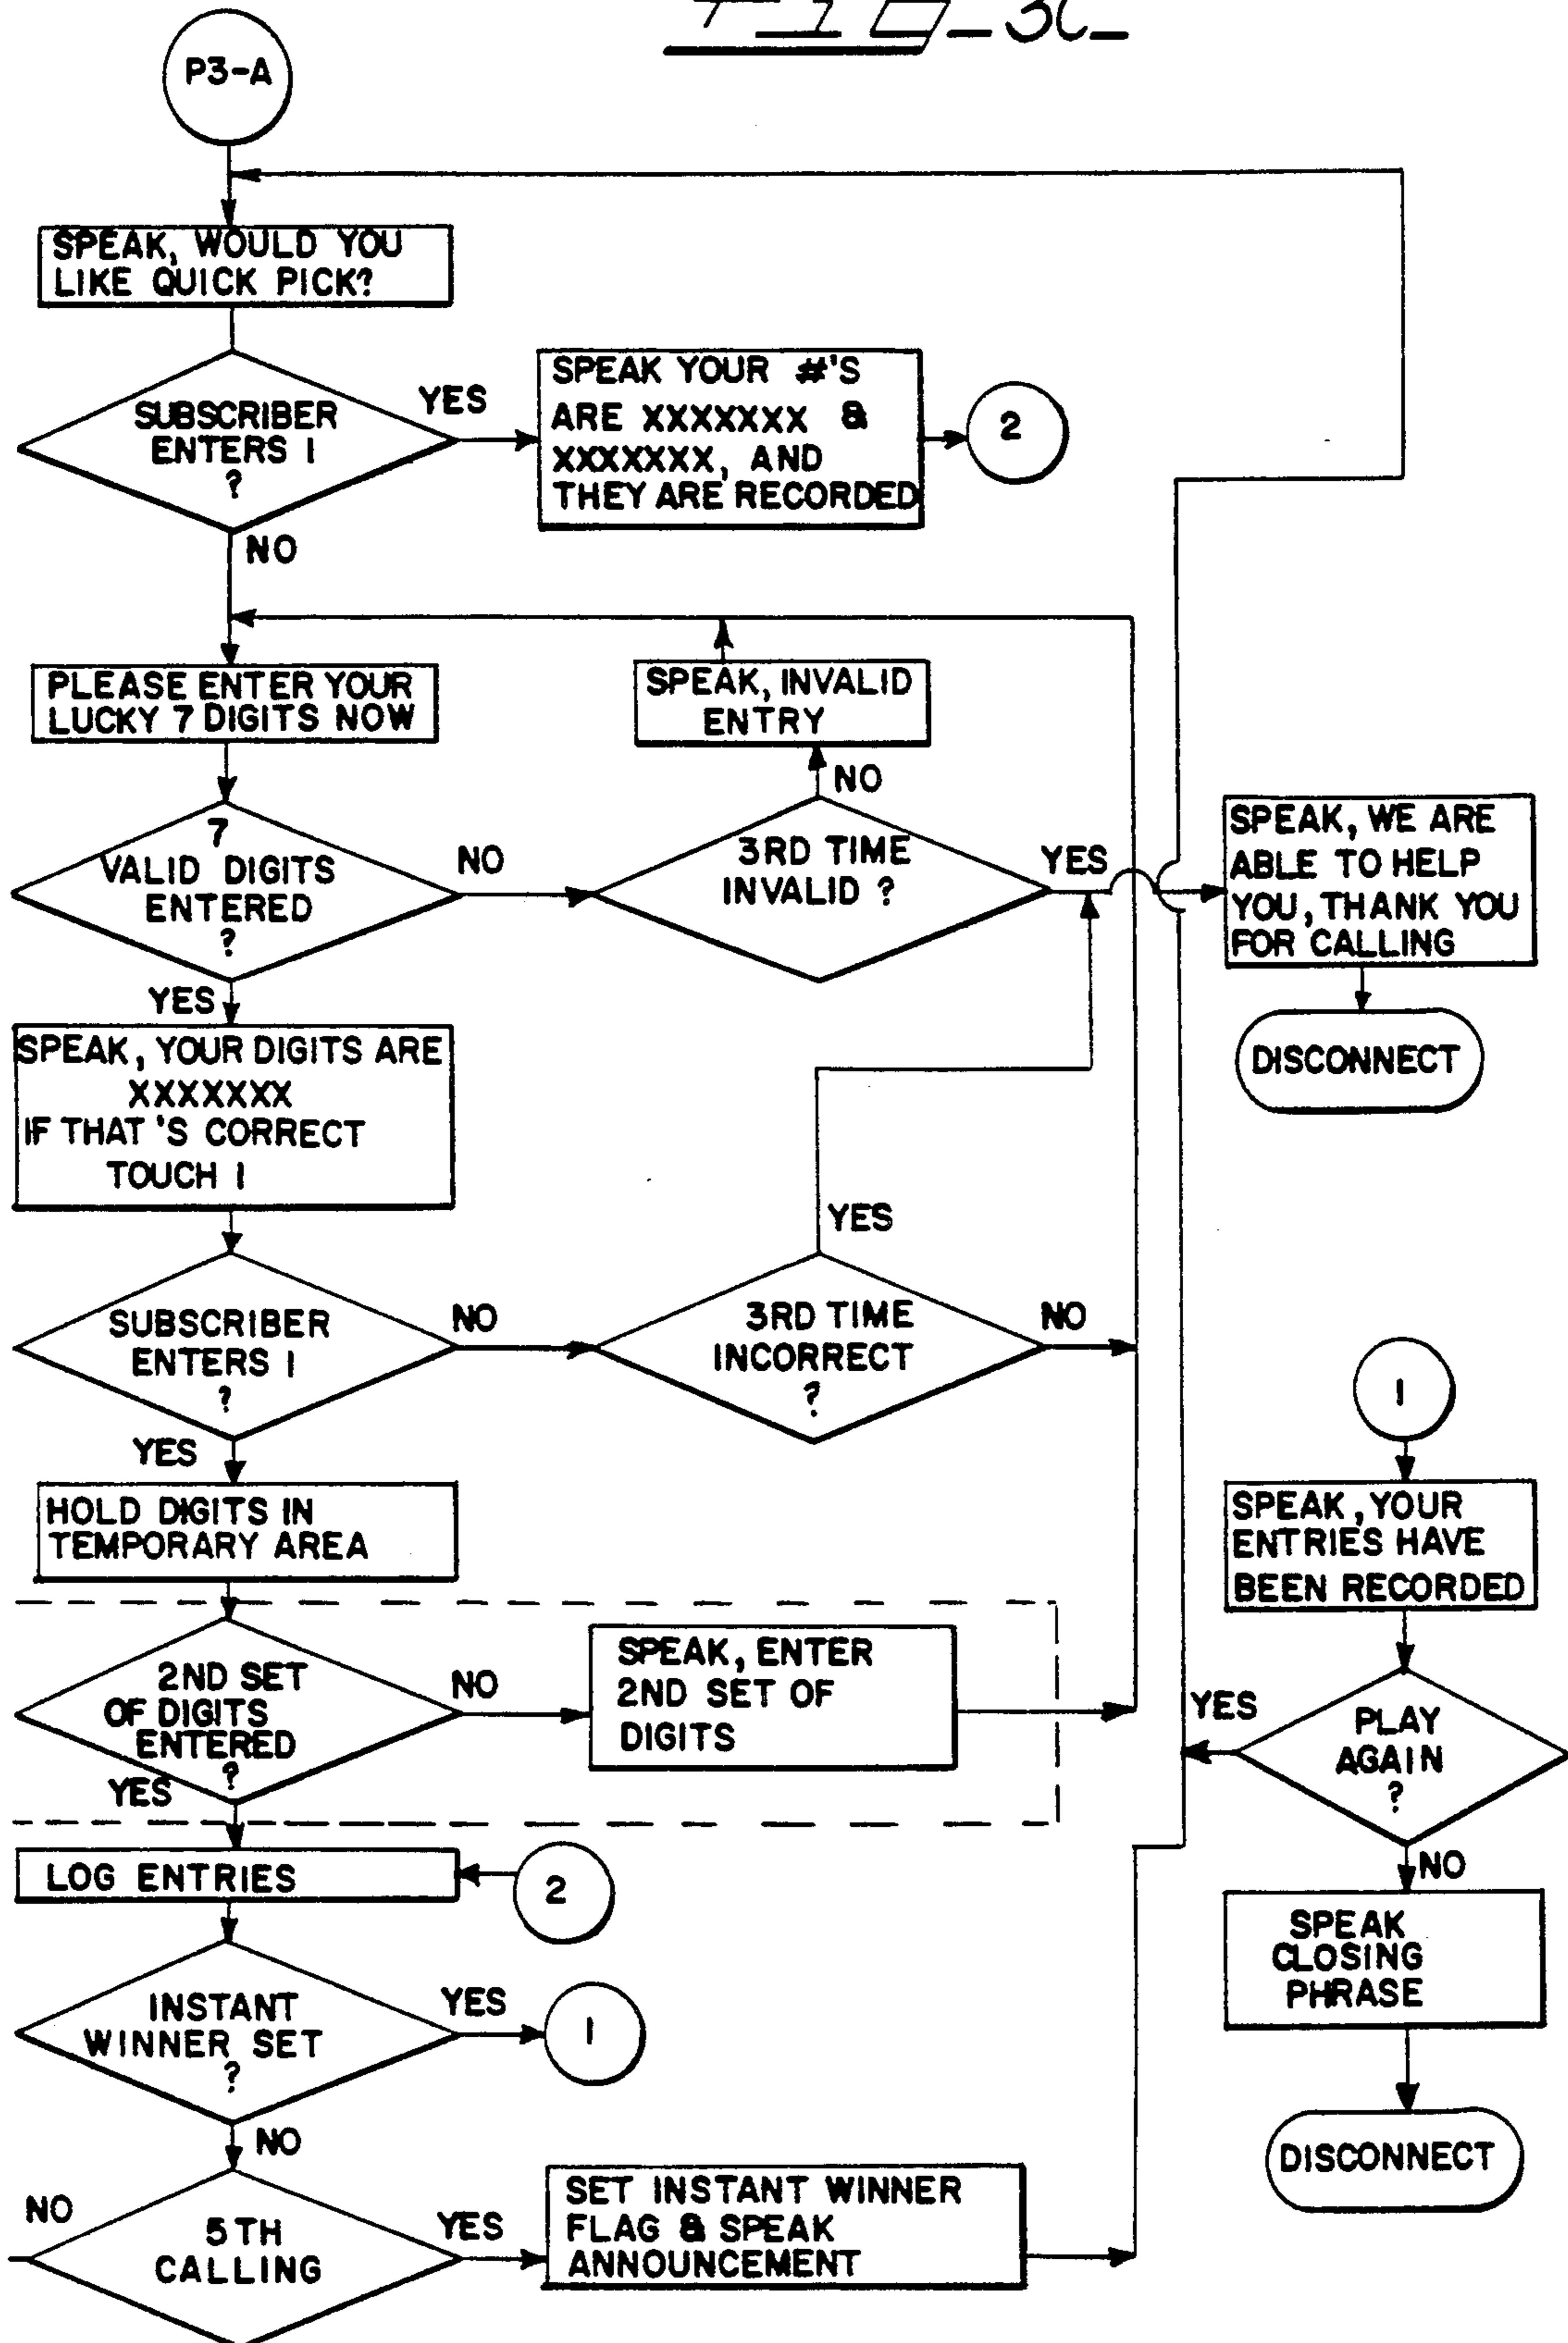 P3-A
SPEAK, WOULD YOU
LIKE QUICK PICK?
SUBSCRIBER
ENTERS 1
?
YES
SPEAK YOUR #'S
ARE XXXXXXX &
XXXXXXX, AND
THEY ARE RECORDED
2
NO
PLEASE ENTER YOUR
LUCKY 7 DIGITS NOW
SPEAK, INVALID
ENTRY
NO
7
VALID DIGITS
ENTERED
?
NO
3RD TIME
INVALID ?
YES
SPEAK, WE ARE
ABLE TO HELP
YOU, THANK YOU
FOR CALLING
DISCONNECT
YES
SPEAK, YOUR DIGITS ARE
XXXXXXX
IF THAT'S CORRECT
TOUCH 1
YES
SUBSCRIBER
ENTERS 1
?
NO
3RD TIME
INCORRECT
?
NO
YES
HOLD DIGITS IN
TEMPORARY AREA
2ND SET
OF DIGITS
ENTERED
?
NO
SPEAK, ENTER
2ND SET OF
DIGITS
YES
LOG ENTRIES
2
INSTANT
WINNER SET
?
YES
1
NO
NO
5TH
CALLING
YES
SET INSTANT WINNER
FLAG & SPEAK
ANNOUNCEMENT
1
SPEAK, YOUR
ENTRIES HAVE
BEEN RECORDED
YES
PLAY
AGAIN
?
NO
SPEAK
CLOSING
PHRASE
DISCONNECT